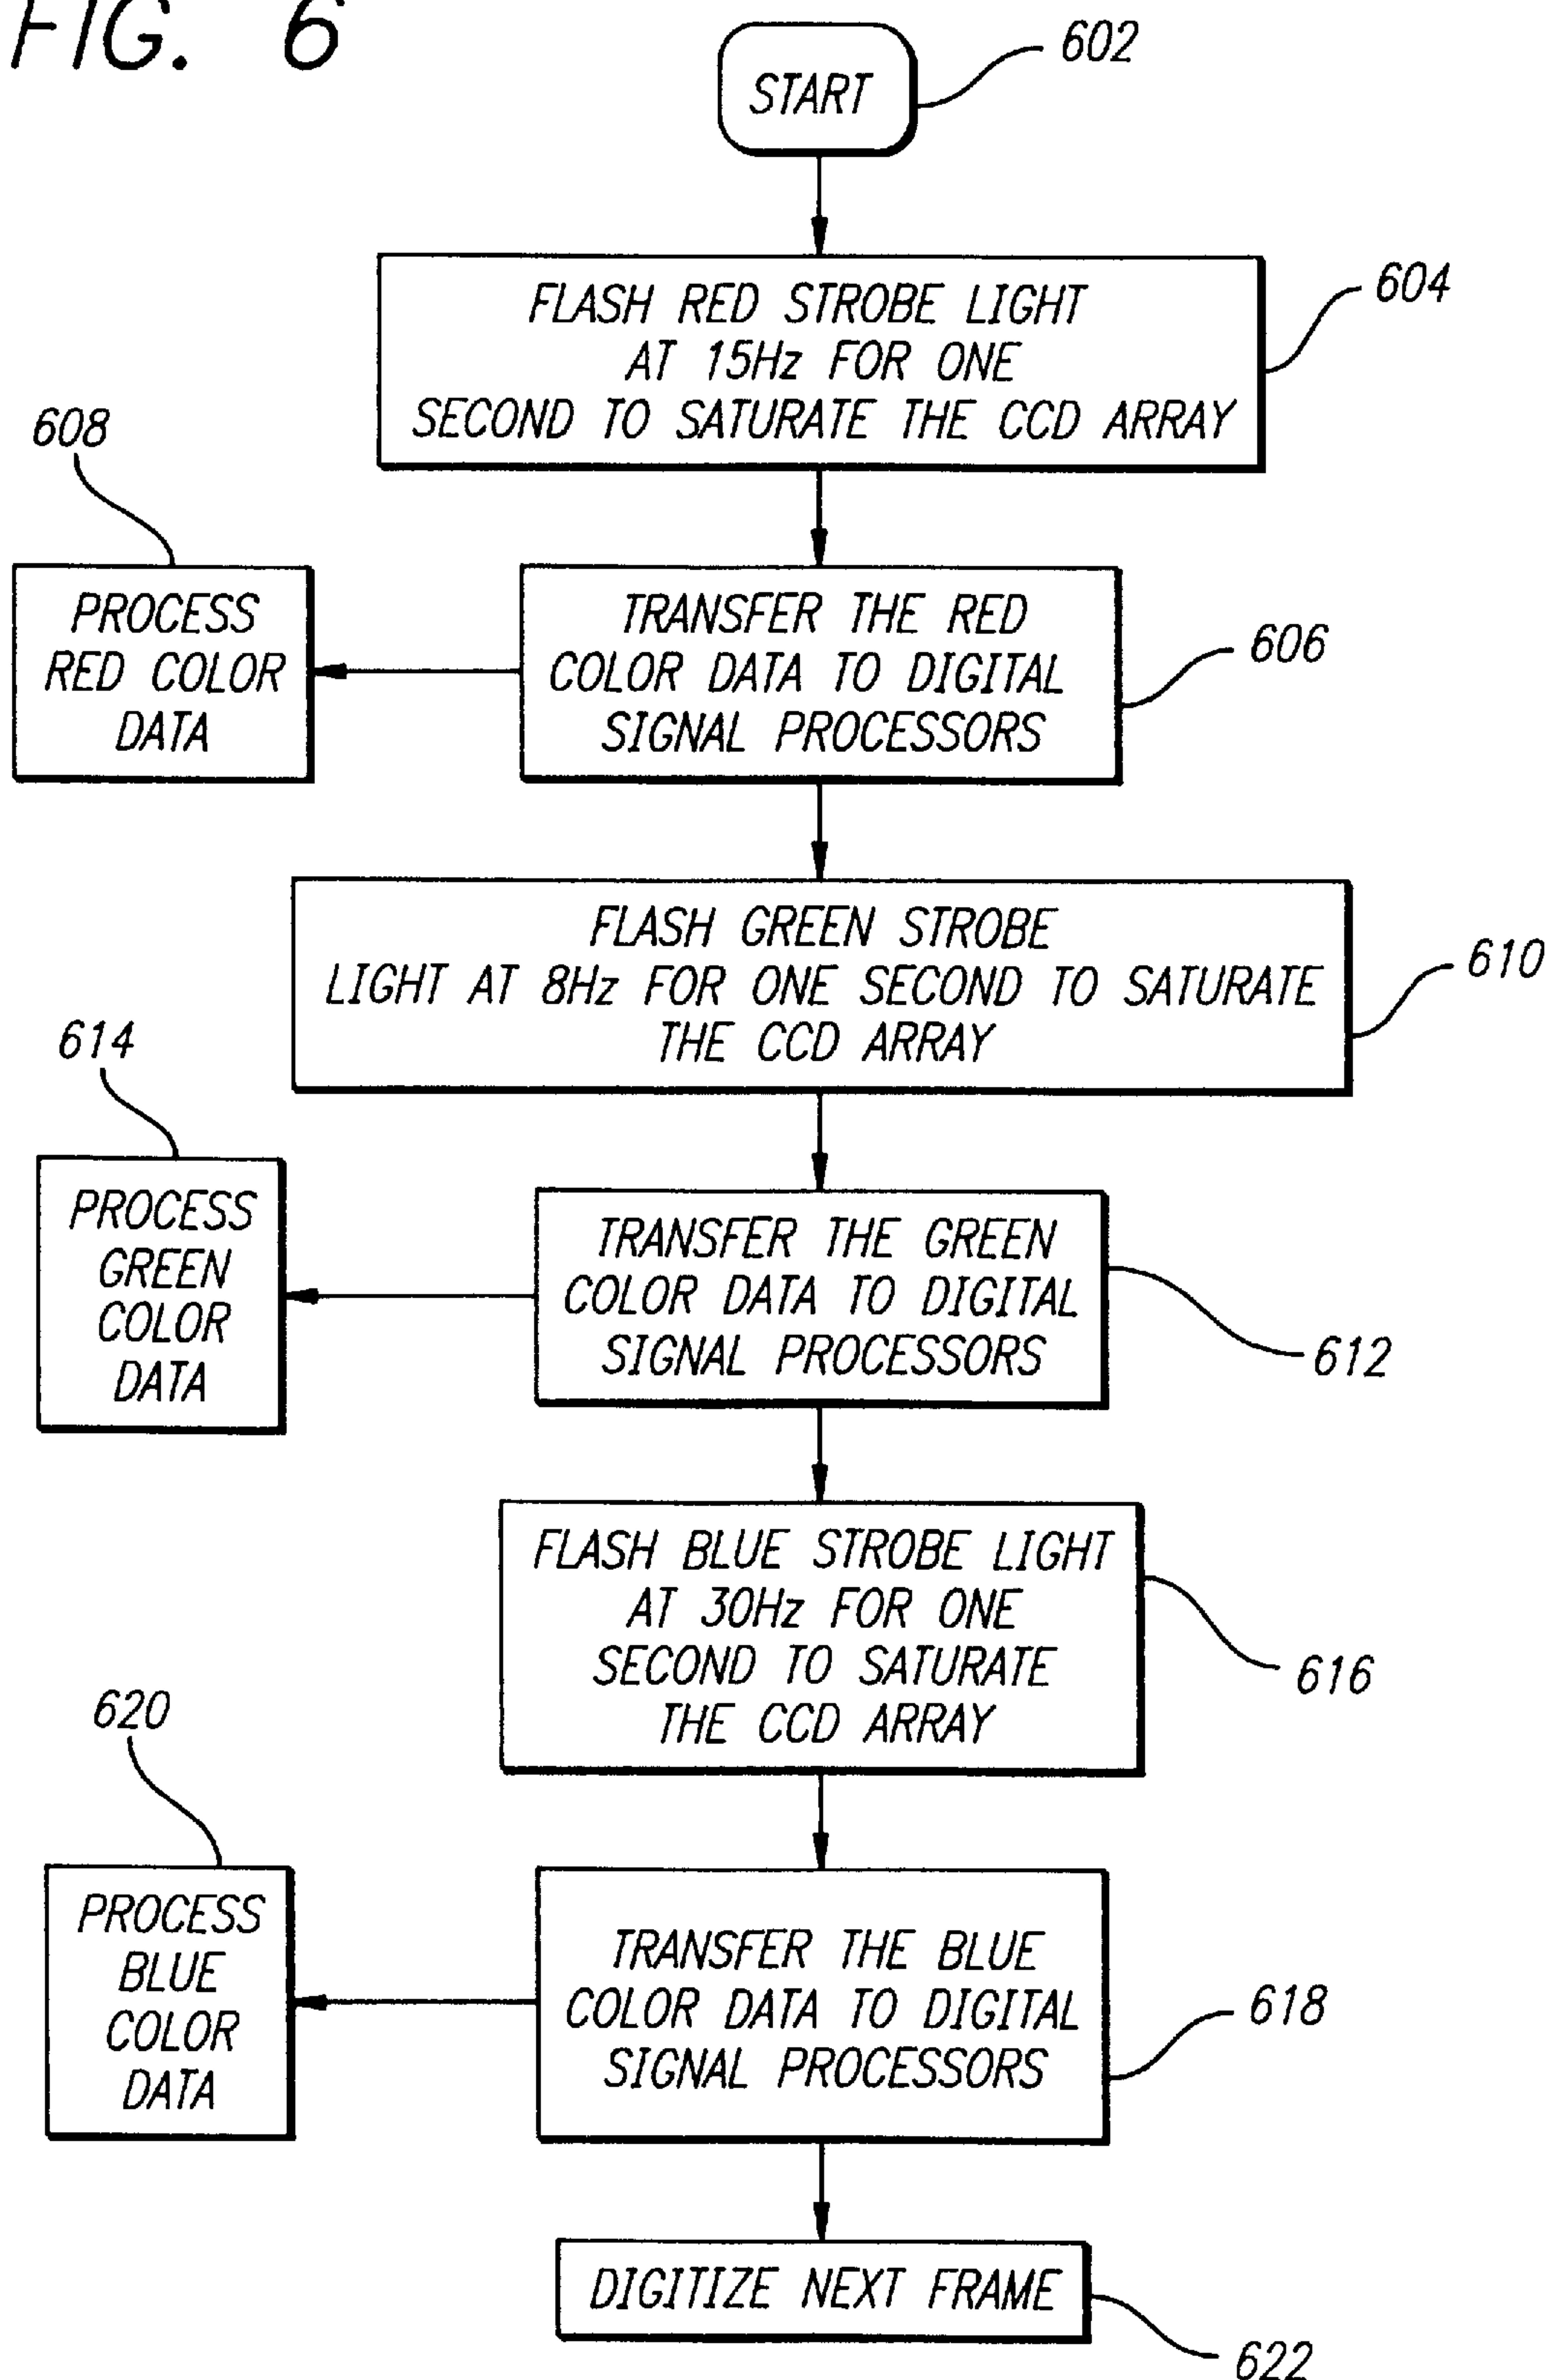 FIG. 6
START
602
FLASH RED STROBE LIGHT
AT 15Hz FOR ONE
SECOND TO SATURATE THE CCD ARRAY
604
608
PROCESS
RED COLOR
DATA
TRANSFER THE RED
COLOR DATA TO DIGITAL
SIGNAL PROCESSORS
606
FLASH GREEN STROBE
LIGHT AT 8Hz FOR ONE SECOND TO SATURATE
THE CCD ARRAY
610
614
PROCESS
GREEN
COLOR
DATA
TRANSFER THE GREEN
COLOR DATA TO DIGITAL
SIGNAL PROCESSORS
612
FLASH BLUE STROBE LIGHT
AT 30Hz FOR ONE
SECOND TO SATURATE
THE CCD ARRAY
616
620
PROCESS
BLUE
COLOR
DATA
TRANSFER THE BLUE
COLOR DATA TO DIGITAL
SIGNAL PROCESSORS
618
DIGITIZE NEXT FRAME
622